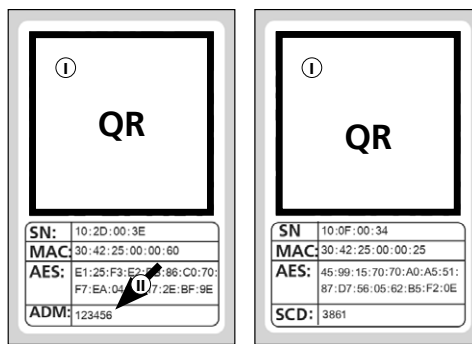 I
QR
SN: 10:2D:00:3E
MAC: 30:42:25:00:00:60
AES: E1:25:F3:E2: :86:C0:70:
F7:EA:04: 7:2E:BF:9E
II
ADM: 123456
I
QR
SN 10:0F:00:34
MAC: 30:42:25:00:00:25
AES: 45:99:15:70:70:A0:A5:51:
87:D7:56:05:62:B5:F2:0E
SCD: 3861